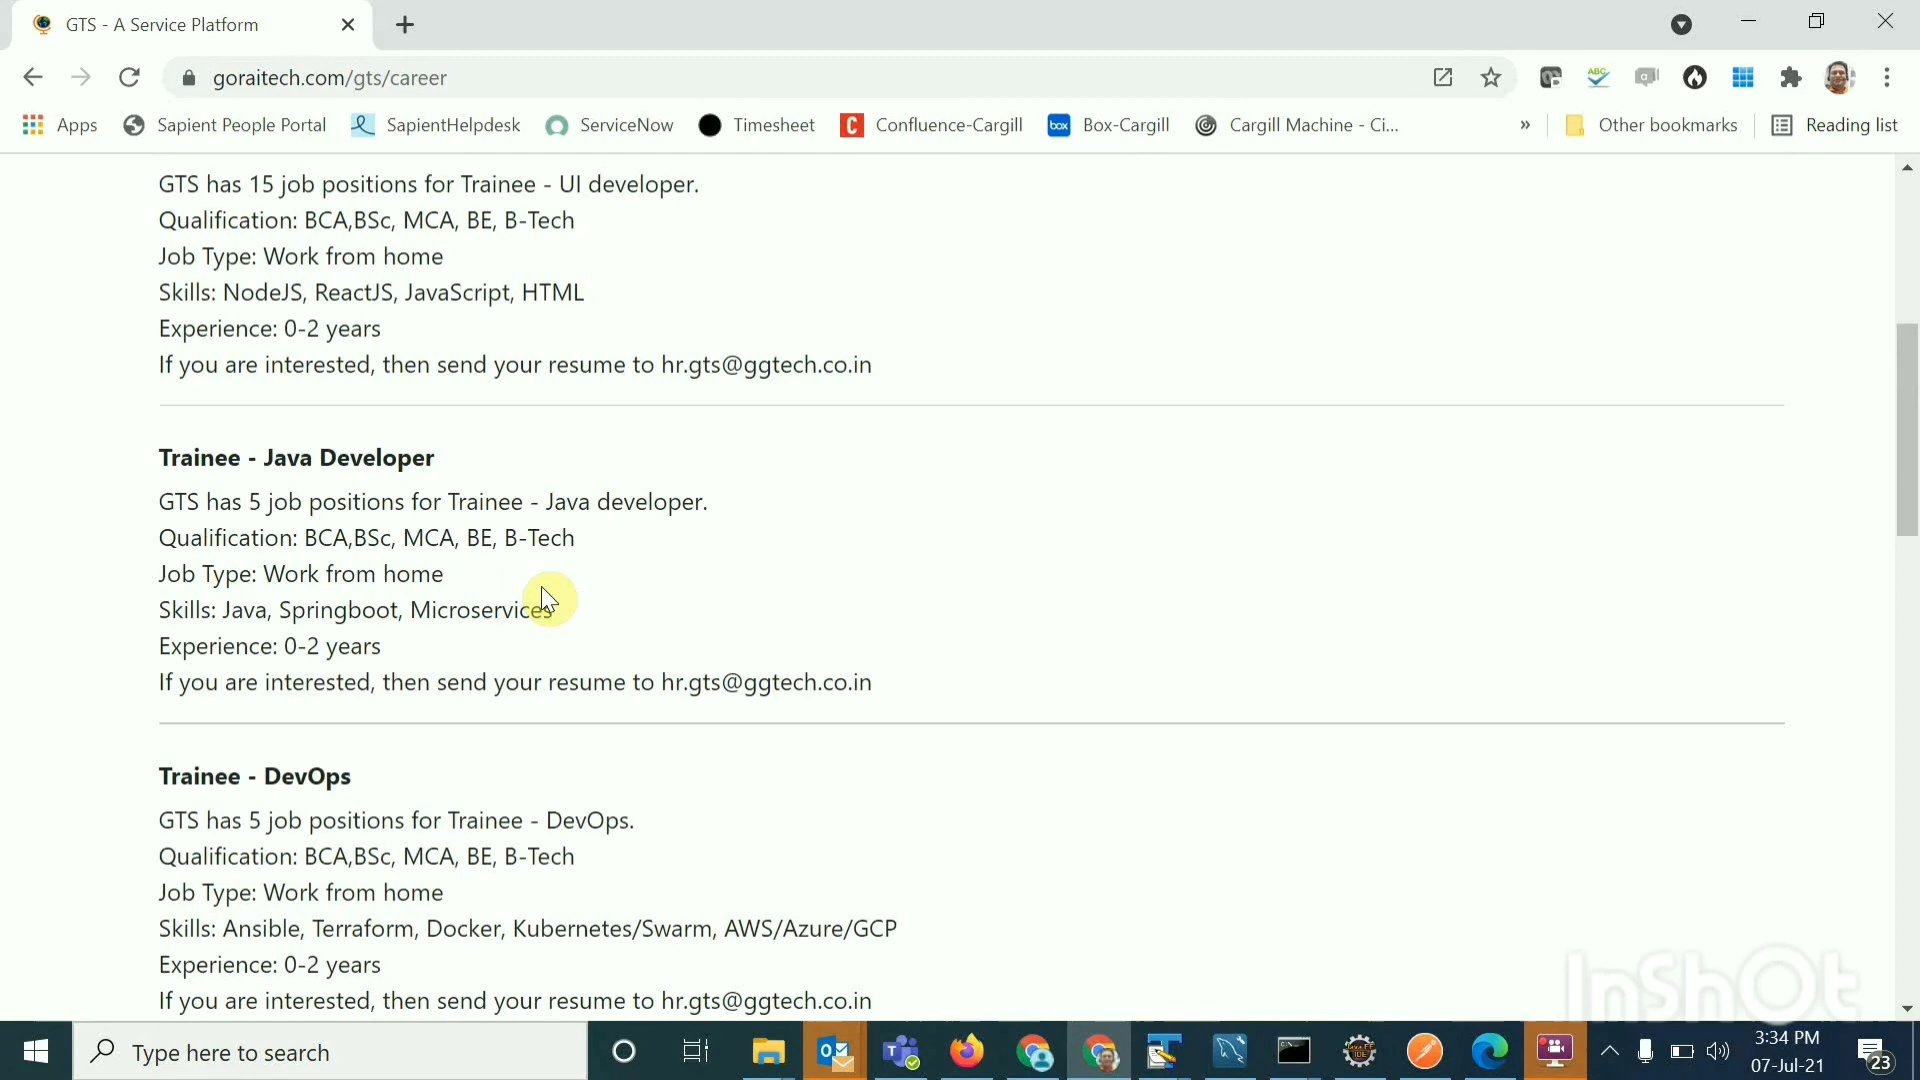 GTS - A Service Platform
goraitech.com/gts/career
Apps
Sapient People Portal
SapientHelpdesk
ServiceNow
Timesheet
Confluence-Cargill
Box-Cargill
Cargill Machine - Ci...
»
Other bookmarks
Reading list
GTS has 15 job positions for Trainee - UI developer.
Qualification: BCA,BSc, MCA, BE, B-Tech
Job Type: Work from home
Skills: NodeJS, ReactJS, JavaScript, HTML
Experience: 0-2 years
If you are interested, then send your resume to hr.gts@ggtech.co.in
Trainee - Java Developer
GTS has 5 job positions for Trainee - Java developer.
Qualification: BCA,BSc, MCA, BE, B-Tech
Job Type: Work from home
Skills: Java, Springboot, Microservices
Experience: 0-2 years
If you are interested, then send your resume to hr.gts@ggtech.co.in
Trainee - DevOps
GTS has 5 job positions for Trainee - DevOps.
Qualification: BCA,BSc, MCA, BE, B-Tech
Job Type: Work from home
Skills: Ansible, Terraform, Docker, Kubernetes/Swarm, AWS/Azure/GCP
Experience: 0-2 years
If you are interested, then send your resume to hr.gts@ggtech.co.in
InShOt
Type here to search
3:34 PM
07-Jul-21
23